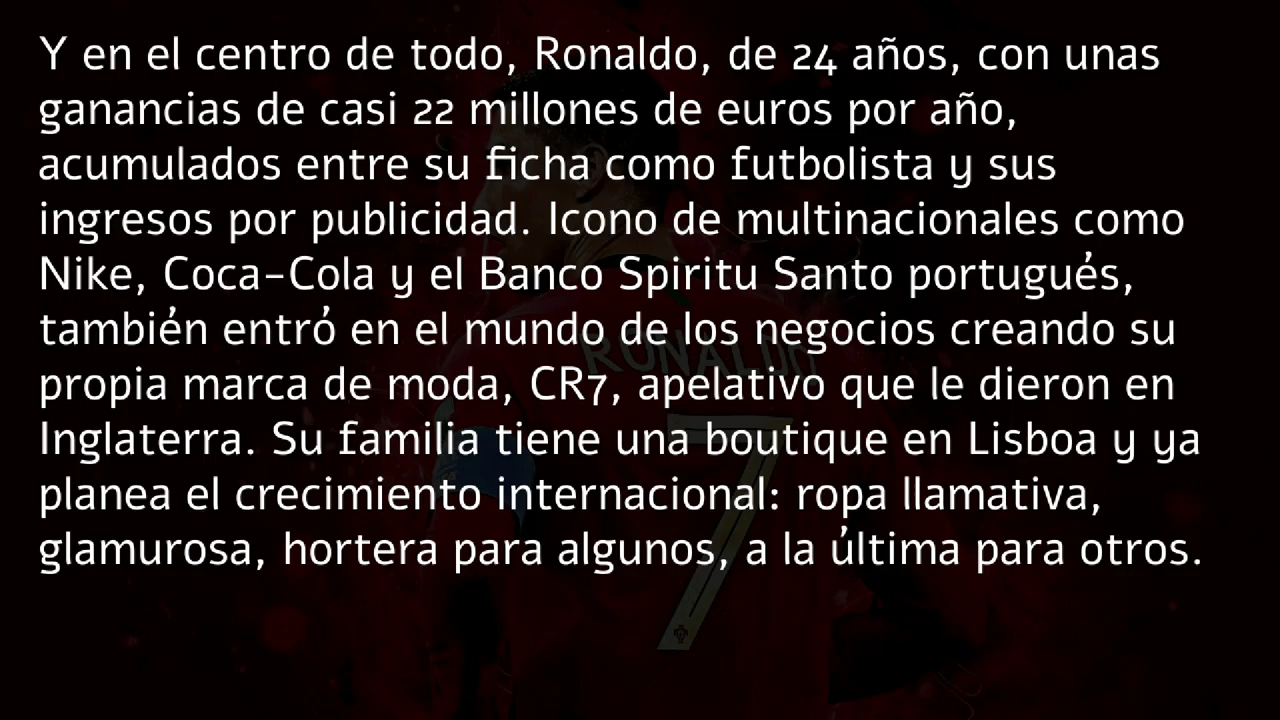 Y en el centro de todo, Ronaldo, de 24 años, con unas
ganancias de casi 22 millones de euros por año,
acumulados entre su ficha como futbolista y sus
ingresos por publicidad. Icono de multinacionales como
Nike, Coca-Cola y el Banco Spiritu Santo portugués,
también entró en el mundo de los negocios creando su
propia marca de moda, CR7, apelativo que le dieron en
Inglaterra. Su familia tiene una boutique en Lisboa y ya
planea el crecimiento internacional: ropa llamativa,
glamurosa, hortera para algunos, a la última para otros.
RONALDO
7